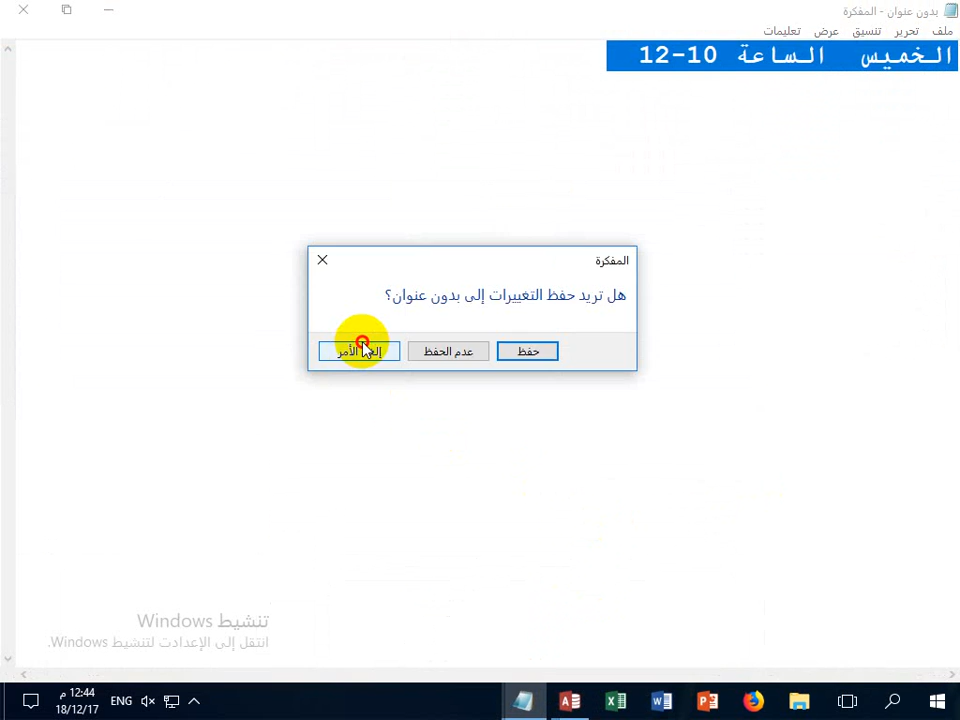 بدون عنوان - المفكرة
ملف تحرير تنسيق عرض تعليمات
الخميس الساعة 10-12
المفكرة
هل تريد حفظ التغييرات إلى بدون عنوان؟
حفظ عدم الحفظ إلغاء الأمر
تنشيط Windows
انتقل إلى الإعدادت لتنشيط Windows.
12:44 م
ENG
18/12/17